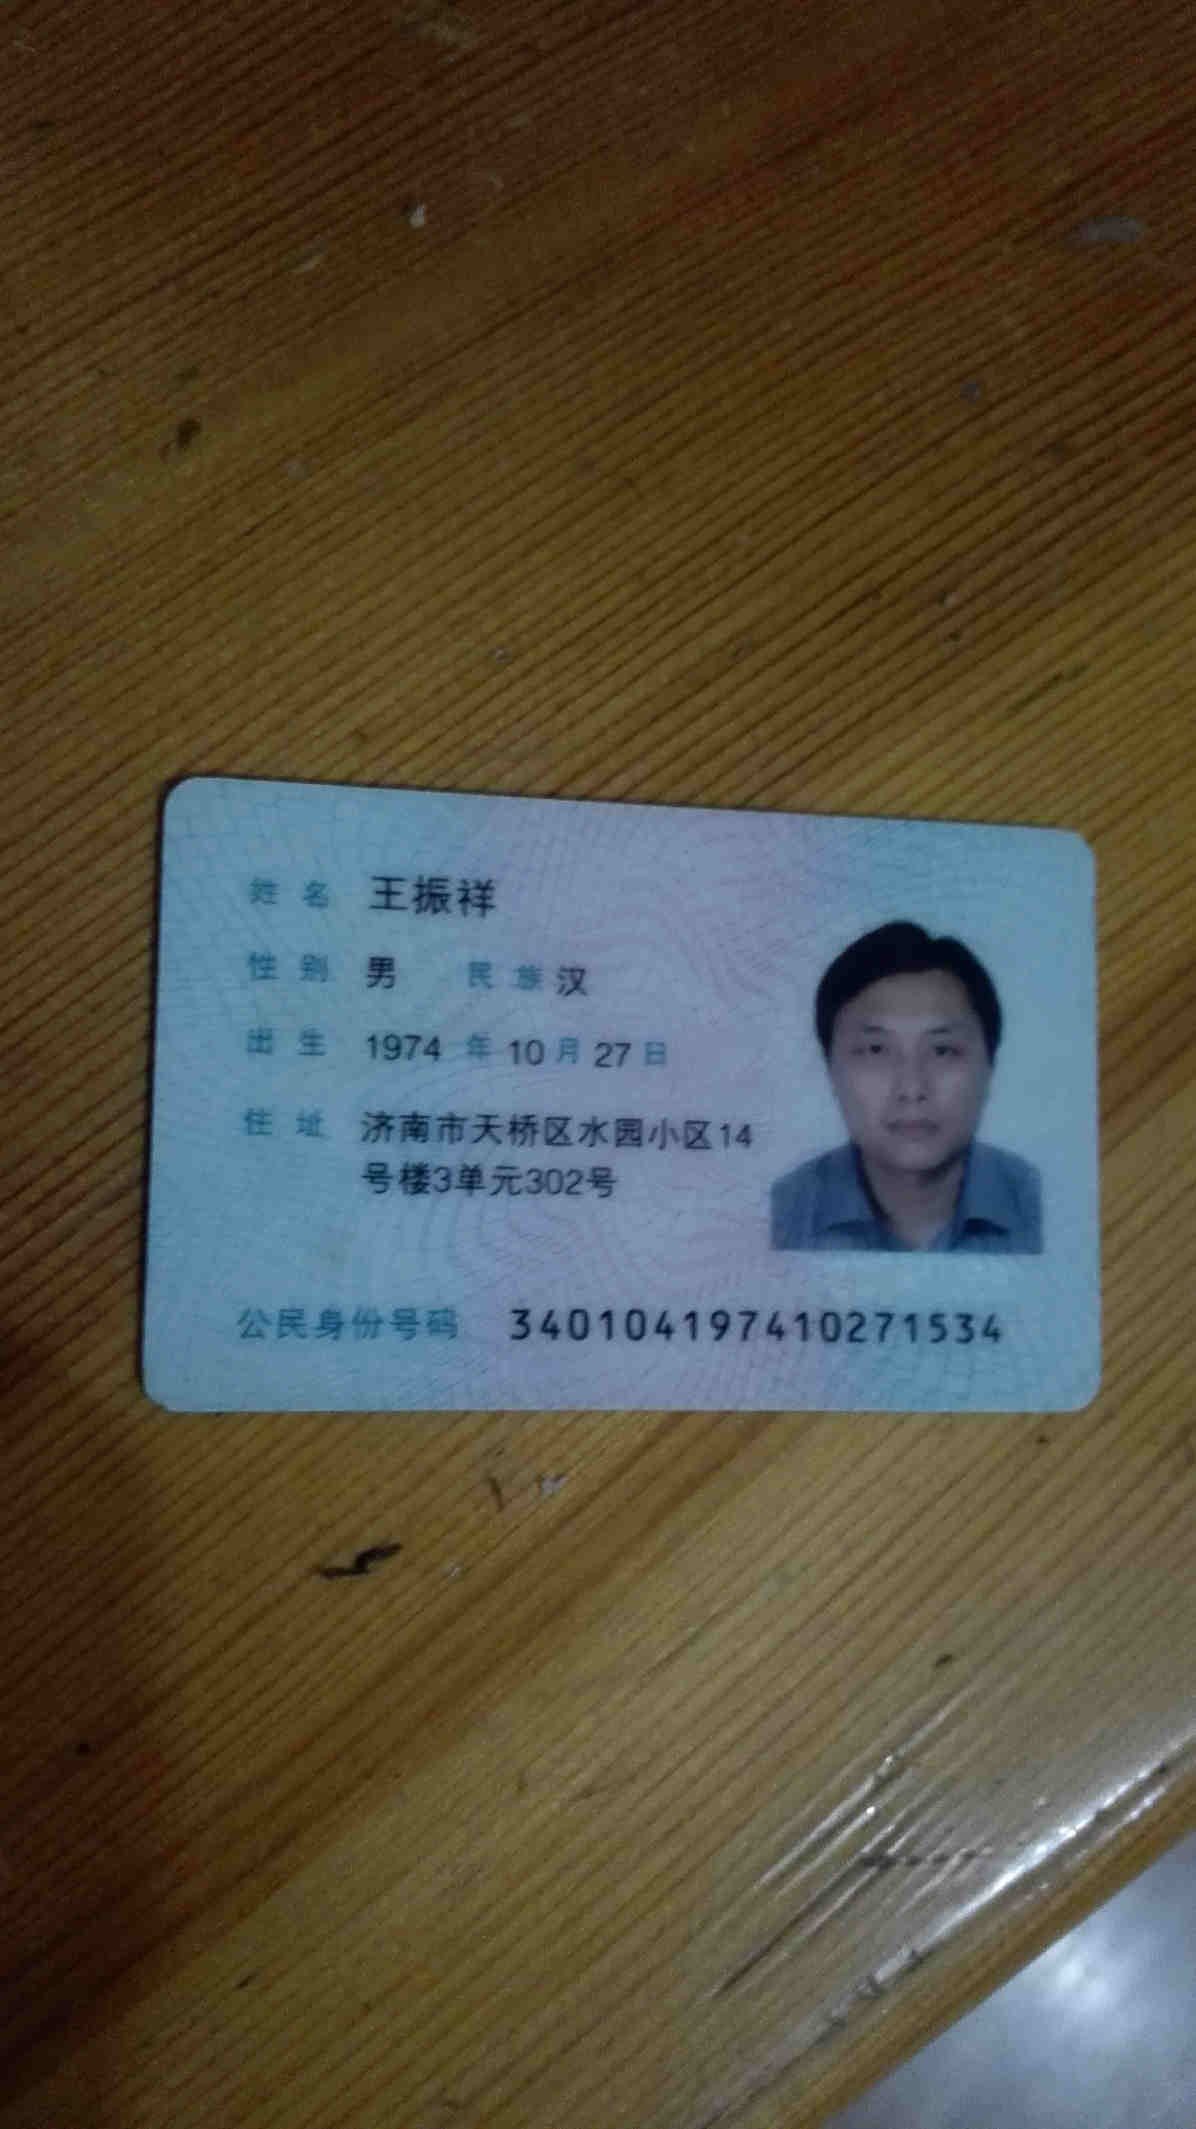 姓名 王振祥
性别 男 民族 汉
出生 1974 年 10 月 27 日
住址 济南市天桥区水园小区14
号楼3单元302号
公民身份号码 340104197410271534